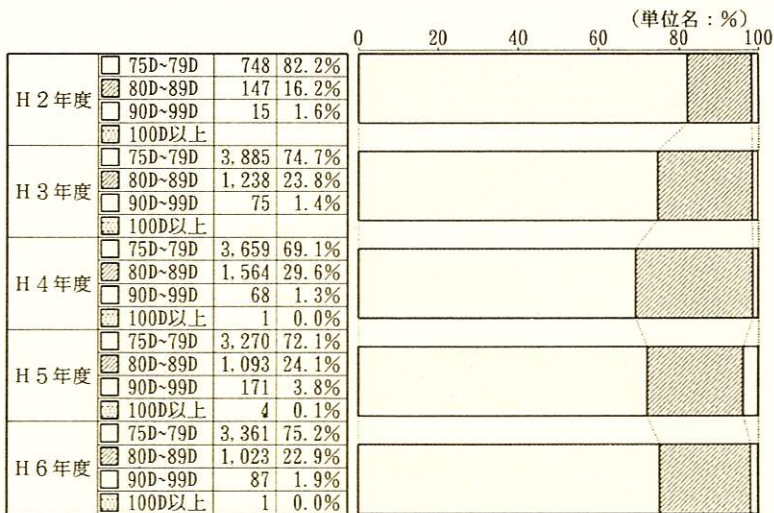 (単位名:%)
0 20 40 60 80 100
H2年度
75D~79D 748 82.2%
80D~89D 147 16.2%
90D~99D 15 1.6%
100D以上
H3年度
75D~79D 3,885 74.7%
80D~89D 1,238 23.8%
90D~99D 75 1.4%
100D以上
H4年度
75D~79D 3,659 69.1%
80D~89D 1,564 29.6%
90D~99D 68 1.3%
100D以上 1 0.0%
H5年度
75D~79D 3,270 72.1%
80D~89D 1,093 24.1%
90D~99D 171 3.8%
100D以上 4 0.1%
H6年度
75D~79D 3,361 75.2%
80D~89D 1,023 22.9%
90D~99D 87 1.9%
100D以上 1 0.0%